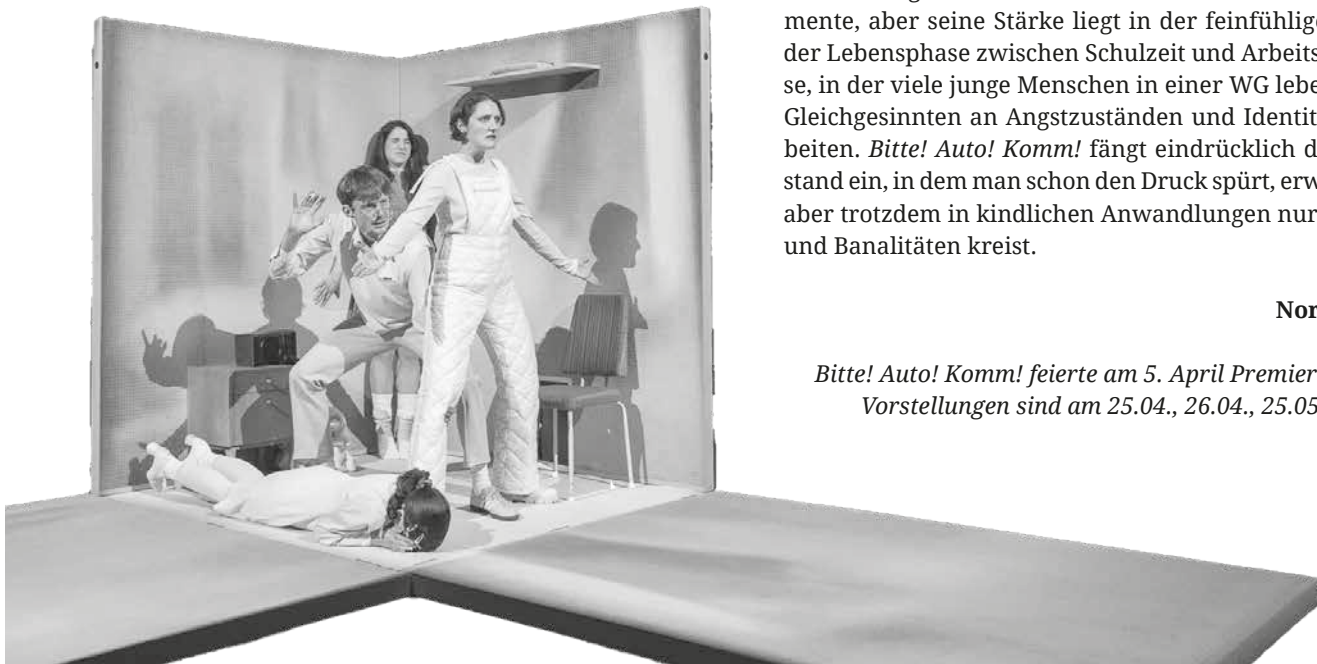 mente, aber seine Stärke liegt in der feinfühlige
der Lebensphase zwischen Schulzeit und Arbeits
se, in der viele junge Menschen in einer WG lebe
Gleichgesinnten an Angstzuständen und Identit
beiten. Bitte! Auto! Komm! fängt eindrücklich d
stand ein, in dem man schon den Druck spürt, erw
aber trotzdem in kindlichen Anwandlungen nur
und Banalitäten kreist.
Nor
Bitte! Auto! Komm! feierte am 5. April Premier
Vorstellungen sind am 25.04., 26.04., 25.05